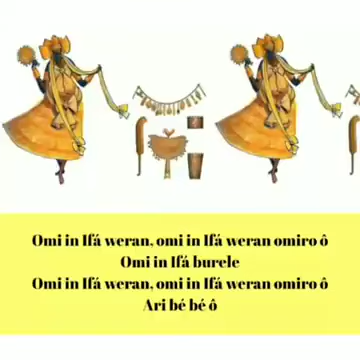 Omi in Ifá weran, omi in Ifá weran omiro ô
Omi in Ifá burele
Omi in Ifá weran, omi in Ifá weran omiro ô
Ari bé bé ô